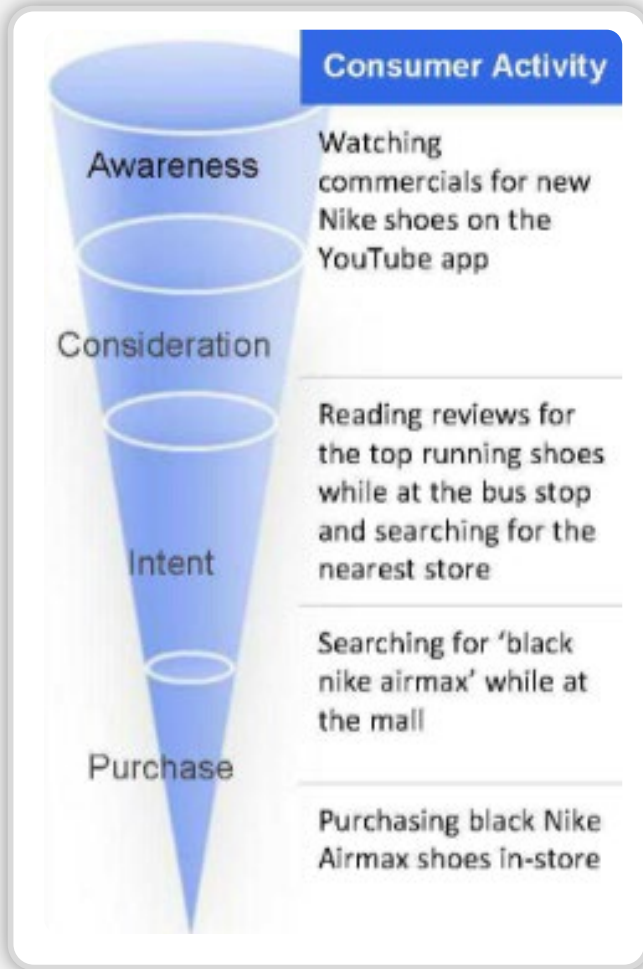 Consumer Activity
Awareness
Watching
commercials for new
Nike shoes on the
YouTube app
Consideration
Reading reviews for
the top running shoes
while at the bus stop
and searching for the
nearest store
Intent
Searching for ‘black
nike airmax’ while at
the mall
Purchase
Purchasing black Nike
Airmax shoes in-store